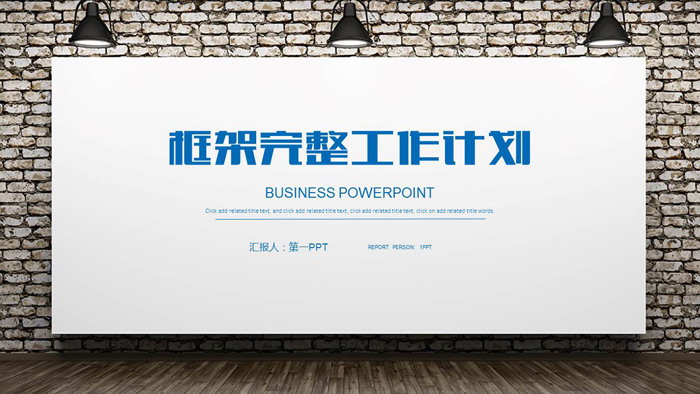 框架完整工作计划
BUSINESS POWERPOINT
Click add related title text, and click add related title text, click add related title text, click on add related title words.
汇报人：第一PPT REPORT PERSON: 1PPT